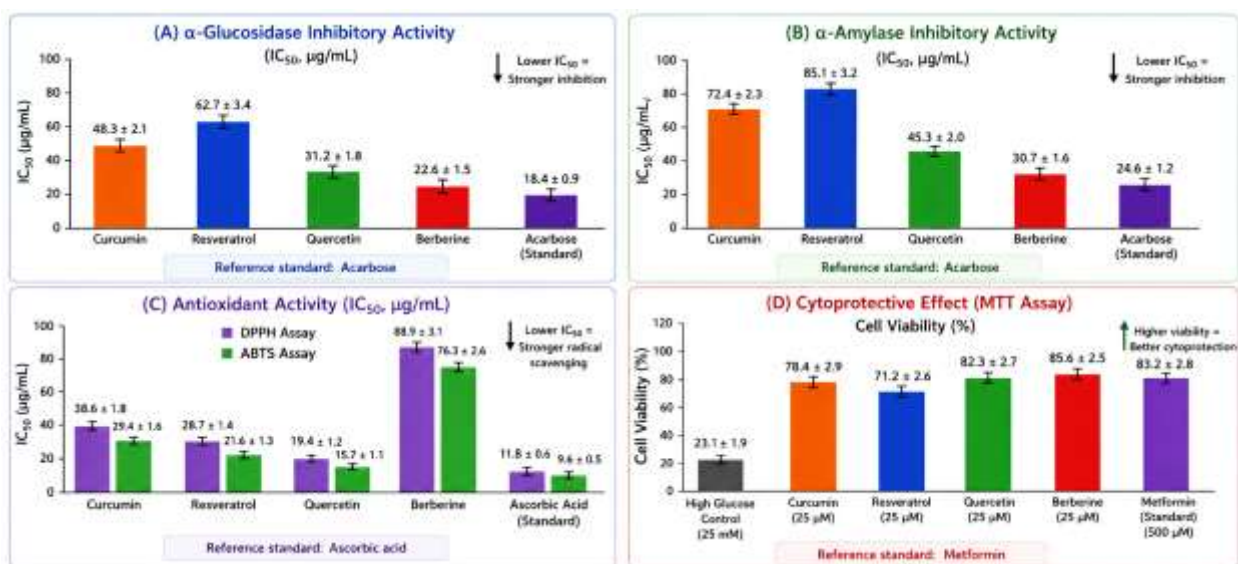 (A) α-Glucosidase Inhibitory Activity
(IC50, μg/mL)
Lower IC50 =
Stronger inhibition
IC50 (μg/mL)
100
80
60
40
20
0
48.3 ± 2.1
62.7 ± 3.4
31.2 ± 1.8
22.6 ± 1.5
18.4 ± 0.9
Curcumin
Resveratrol
Quercetin
Berberine
Acarbose
(Standard)
Reference standard: Acarbose
(B) α-Amylase Inhibitory Activity
(IC50, μg/mL)
Lower IC50 =
Stronger inhibition
IC50 (μg/mL,
100
80
60
40
20
0
72.4 ± 2.3
85.1 ± 3.2
45.3 ± 2.0
30.7 ± 1.6
24.6 ± 1.2
Curcumin
Resveratrol
Quercetin
Berberine
Acarbose
(Standard)
Reference standard: Acarbose
(C) Antioxidant Activity (IC50, μg/mL)
DPPH Assay
ABTS Assay
Lower IC50 =
Stronger radical
scavenging
IC50 (μg/mL)
100
80
40
20
0
38.6 ± 1.8
29.4 ± 1.6
28.7 ± 1.4
21.6 ± 1.3
19.4 ± 1.2
15.7 ± 1.1
88.9 ± 3.1
76.3 ± 2.6
11.8 ± 0.6
9.6 ± 0.5
Curcumin
Resveratrol
Quercetin
Berberine
Ascorbic Acid
(Standard)
Reference standard: Ascorbic acid
(D) Cytoprotective Effect (MTT Assay)
Cell Viability (%)
Higher viability =
Better cytoprotection
Cell Viability (%)
120
100
80
60
40
20
0
23.1 ± 1.9
78.4 ± 2.9
71.2 ± 2.6
82.3 ± 2.7
85.6 ± 2.5
83.2 ± 2.8
High Glucose
Control
(25 mM)
Curcumin
(25 μM)
Resveratrol
(25 μM)
Quercetin
(25 μM)
Berberine
(25 μM)
Metformin
(Standard)
(500 μM)
Reference standard: Metformin